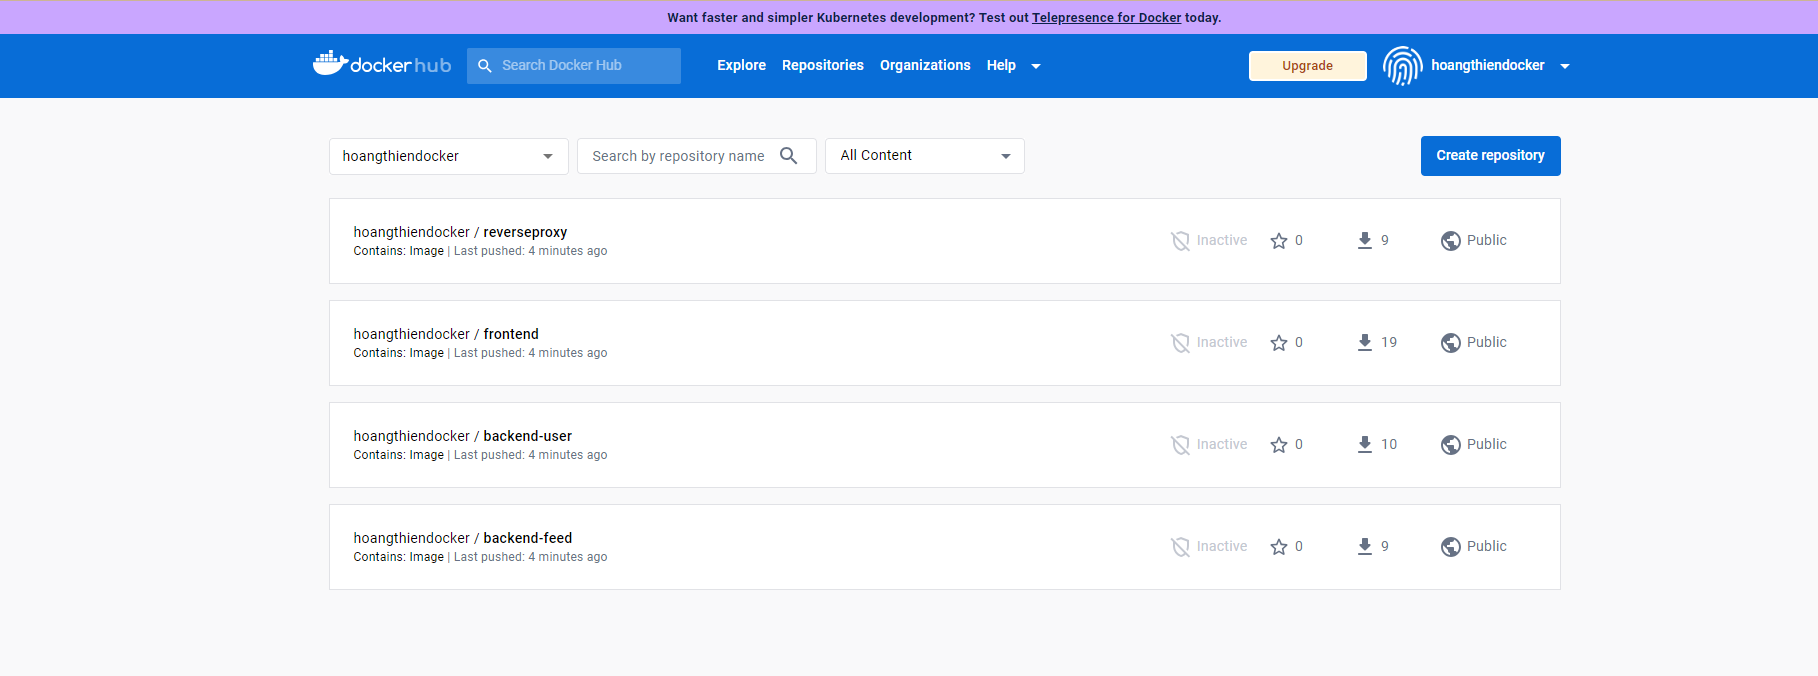 Want faster and simpler Kubernetes development? Test out Telepresence for Docker today.
docker hub Search Docker Hub Explore Repositories Organizations Help Upgrade hoangthiendocker
hoangthiendocker Search by repository name All Content Create repository
hoangthiendocker / reverseproxy
Contains: Image | Last pushed: 4 minutes ago
Inactive 0 9 Public
hoangthiendocker / frontend
Contains: Image | Last pushed: 4 minutes ago
Inactive 0 19 Public
hoangthiendocker / backend-user
Contains: Image | Last pushed: 4 minutes ago
Inactive 0 10 Public
hoangthiendocker / backend-feed
Contains: Image | Last pushed: 4 minutes ago
Inactive 0 9 Public